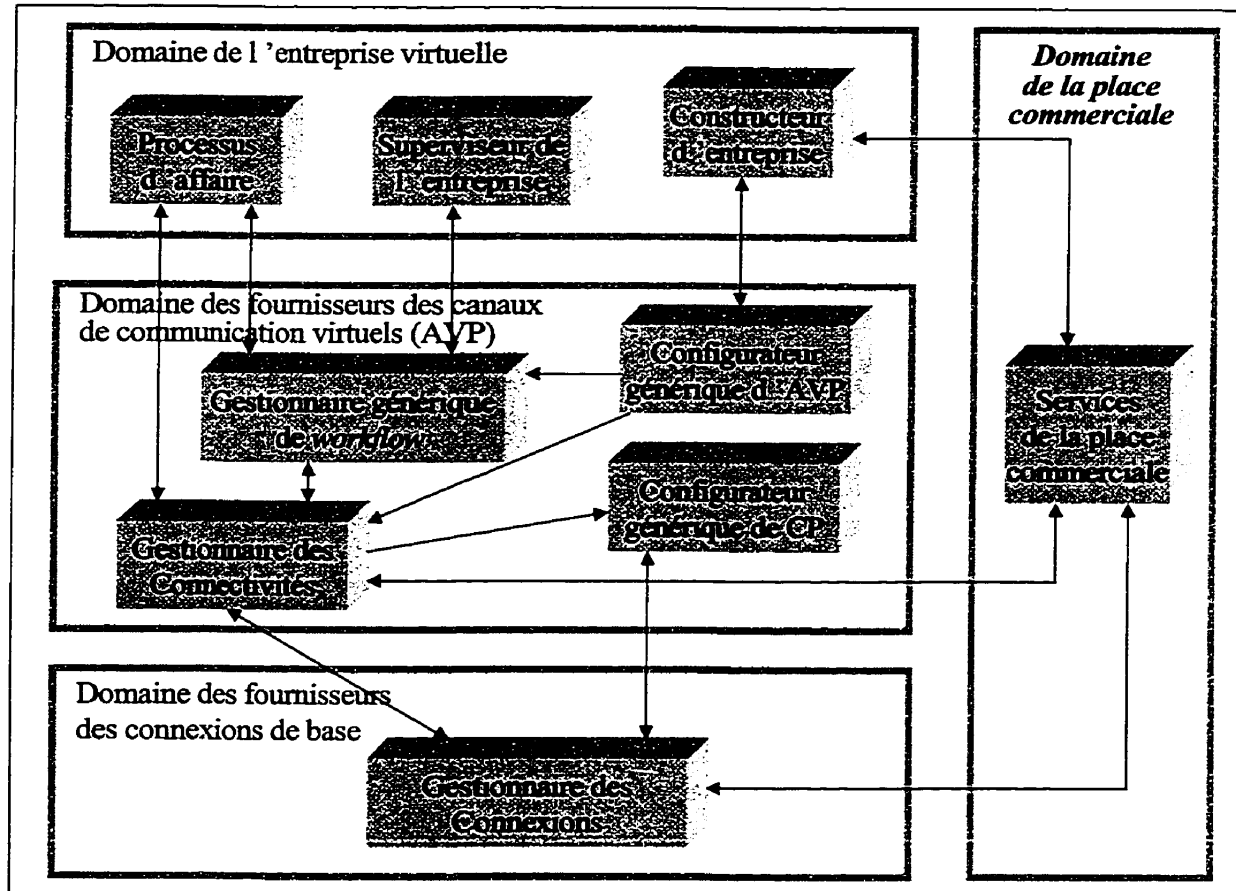 Domaine de l 'entreprise virtuelle
Processus
d 'affaire
Superviseur de
l 'entreprise
Constructeur
d 'entreprise
Domaine
de la place
commerciale
Domaine des fournisseurs des canaux
de communication virtuels (AVP)
Configurateur
générique d 'AVP
Gestionnaire générique
de workflow
Services
de la place
commerciale
Configurateur
générique de CP
Gestionnaire des
Connectivités
Domaine des fournisseurs
des connexions de base
Gestionnaire des
Connexions